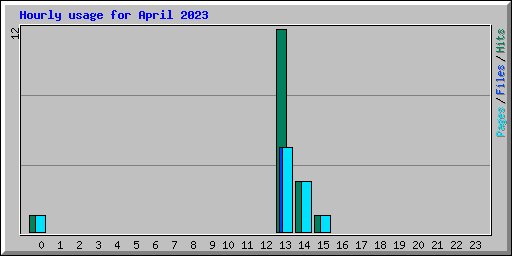 Hourly usage for April 2023
12
Pages/Files/Hits
0 1 2 3 4 5 6 7 8 9 10 11 12 13 14 15 16 17 18 19 20 21 22 23